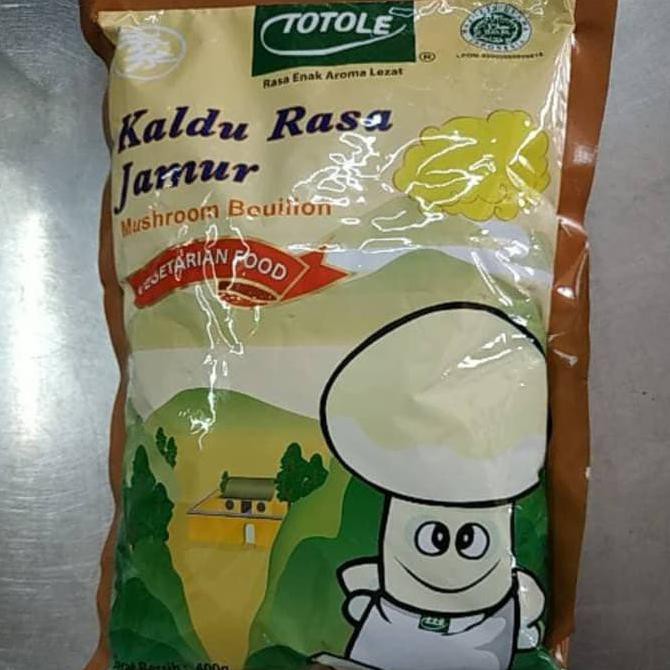 TOTOLE
®
Rasa Enak Aroma Lezat
Kaldu Rasa
Jamur
Mushroom Bouillon
VEGETARIAN FOOD